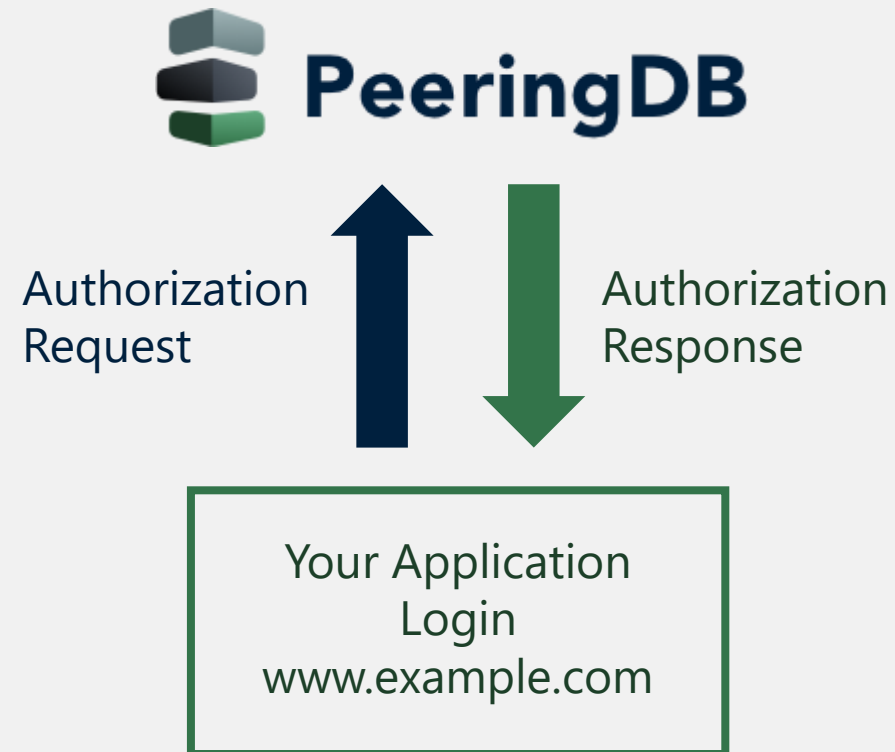 PeeringDB
Authorization
Request
Authorization
Response
Your Application
Login
www.example.com